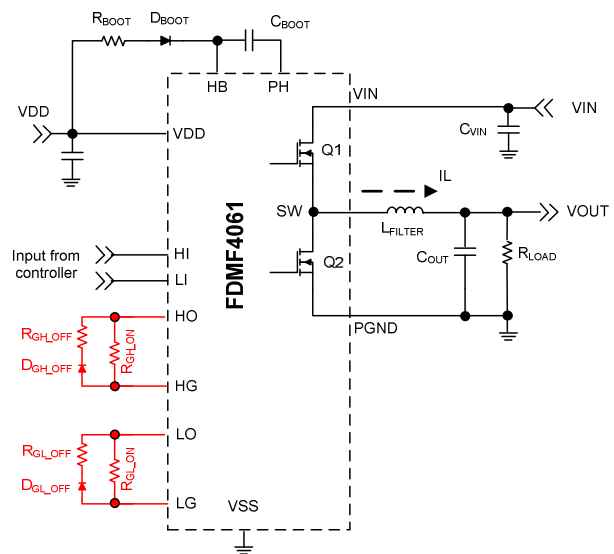 RBOOT DBOOT CBOOT
HB PH
VIN
VDD
VDD
VIN
CVIN
Q1
IL
SW
VOUT
LFILTER
FDMF4061
Input from
controller
HI
LI
Q2
COUT
RLOAD
HO
PGND
RGH_OFF
DGH_OFF
RGH_ON
HG
LO
RGL_OFF
DGL_OFF
RGL_ON
LG
VSS